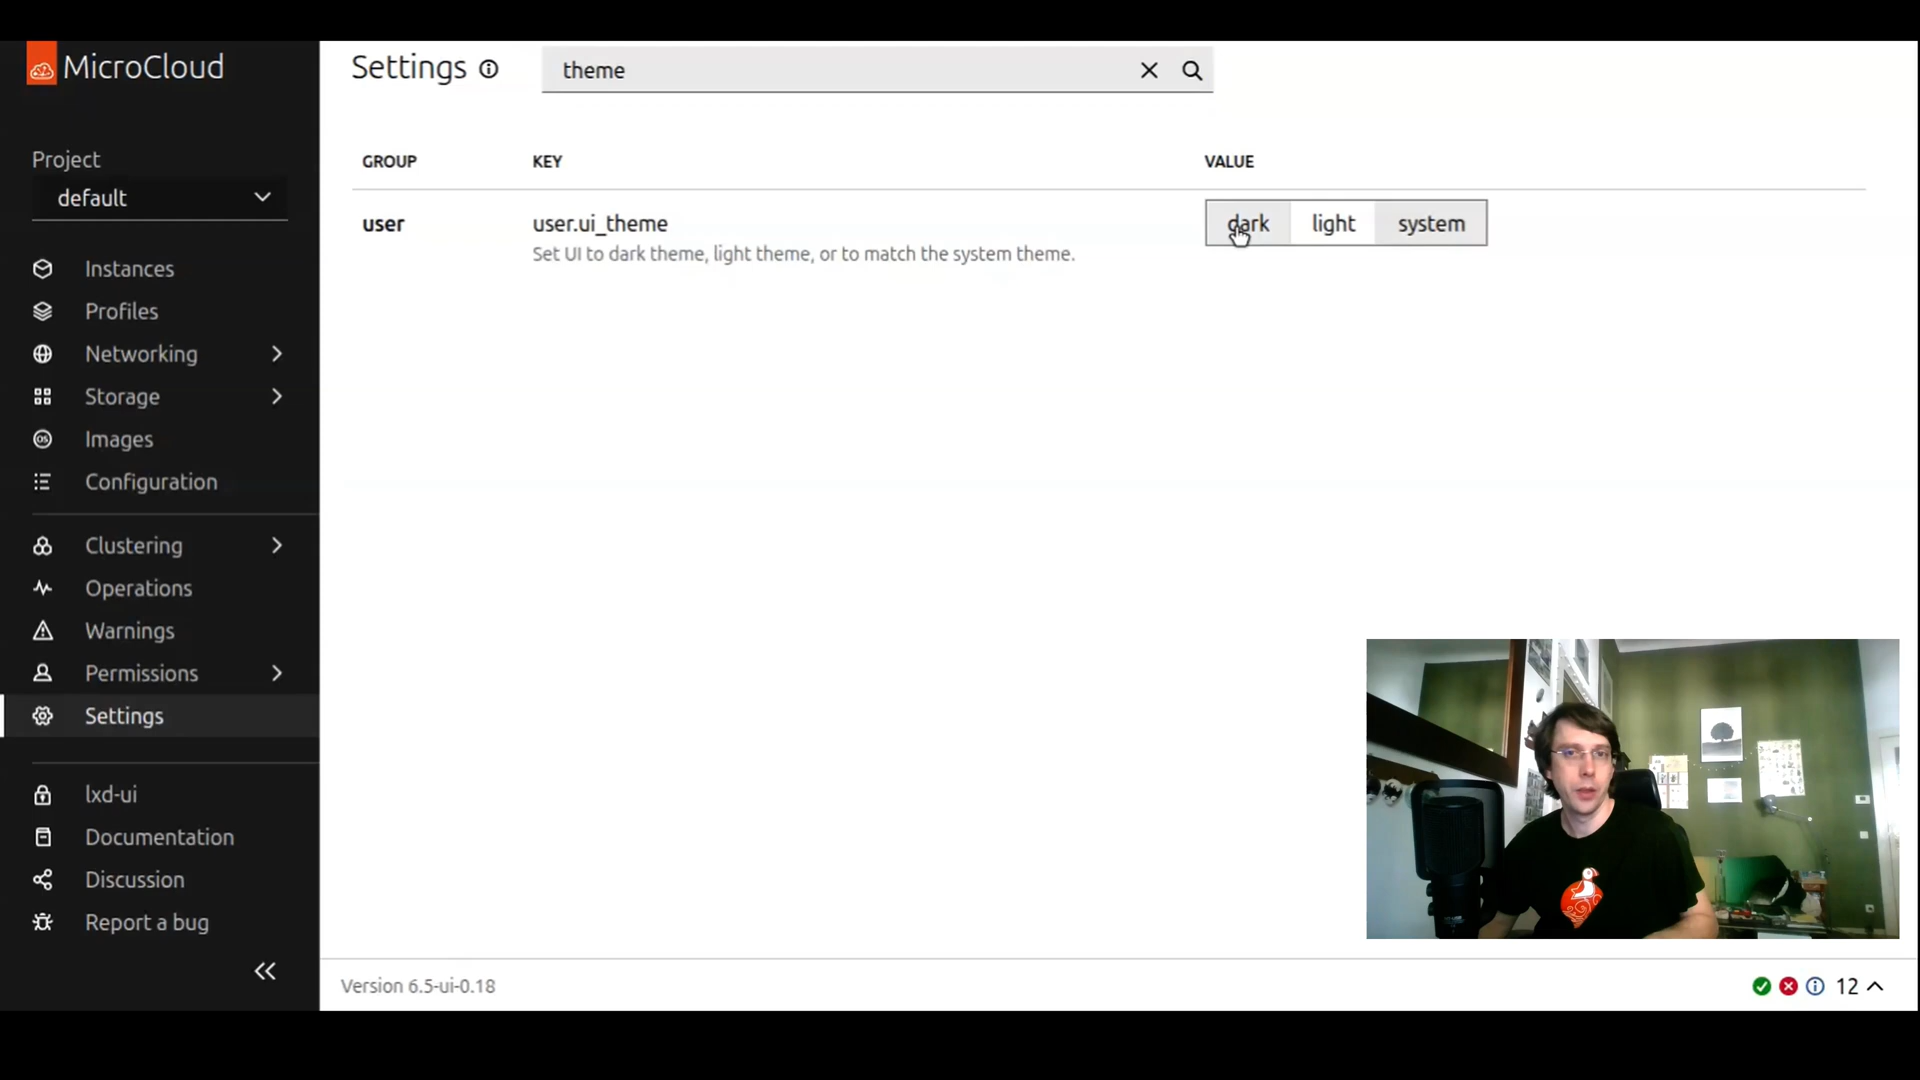 MicroCloud
Project
default
Instances
Profiles
Networking
Storage
Images
Configuration
Clustering
Operations
Warnings
Permissions
Settings
lxd-ui
Documentation
Discussion
Report a bug
Settings
theme
GROUP KEY VALUE
user user.ui_theme dark light system
Set UI to dark theme, light theme, or to match the system theme.
Version 6.5-ui-0.18
12